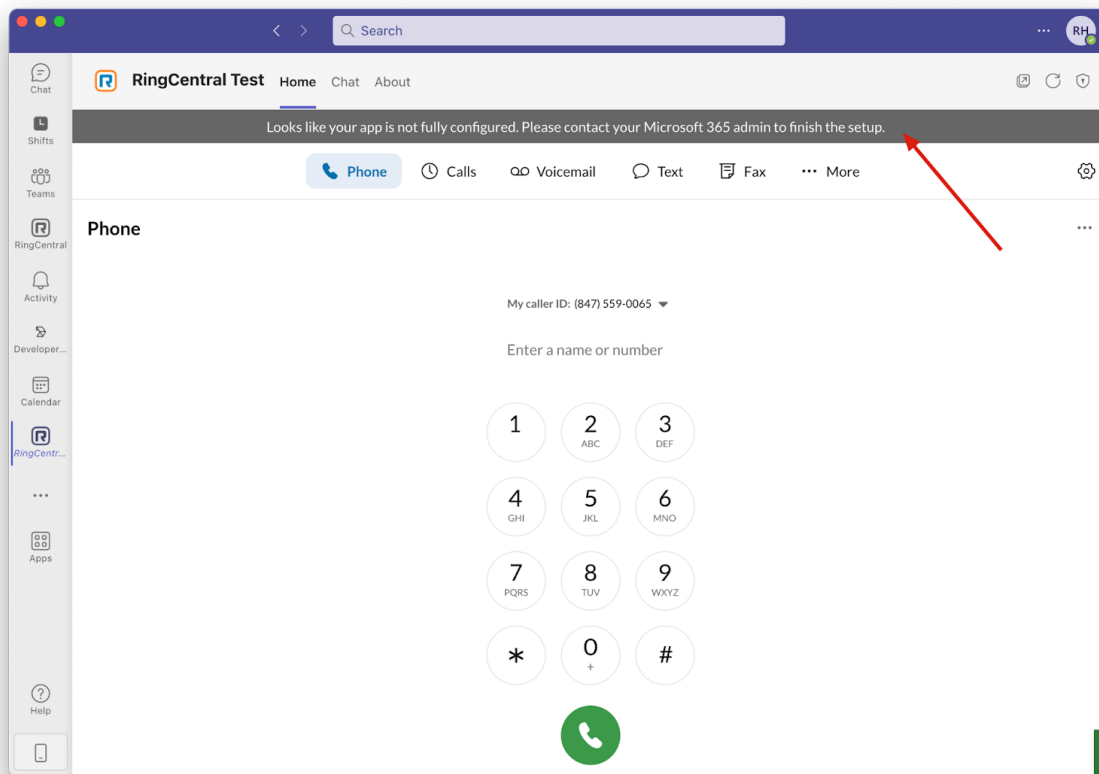 Search
RH
Chat
Shifts
Teams
RingCentral
Activity
Developer...
Calendar
RingCentr...
Apps
Help
RingCentral Test
Home
Chat
About
Looks like your app is not fully configured. Please contact your Microsoft 365 admin to finish the setup.
Phone
Calls
Voicemail
Text
Fax
More
Phone
My caller ID: (847) 559-0065
Enter a name or number
1
2
ABC
3
DEF
4
GHI
5
JKL
6
MNO
7
PQRS
8
TUV
9
WXYZ
*
0
+
#